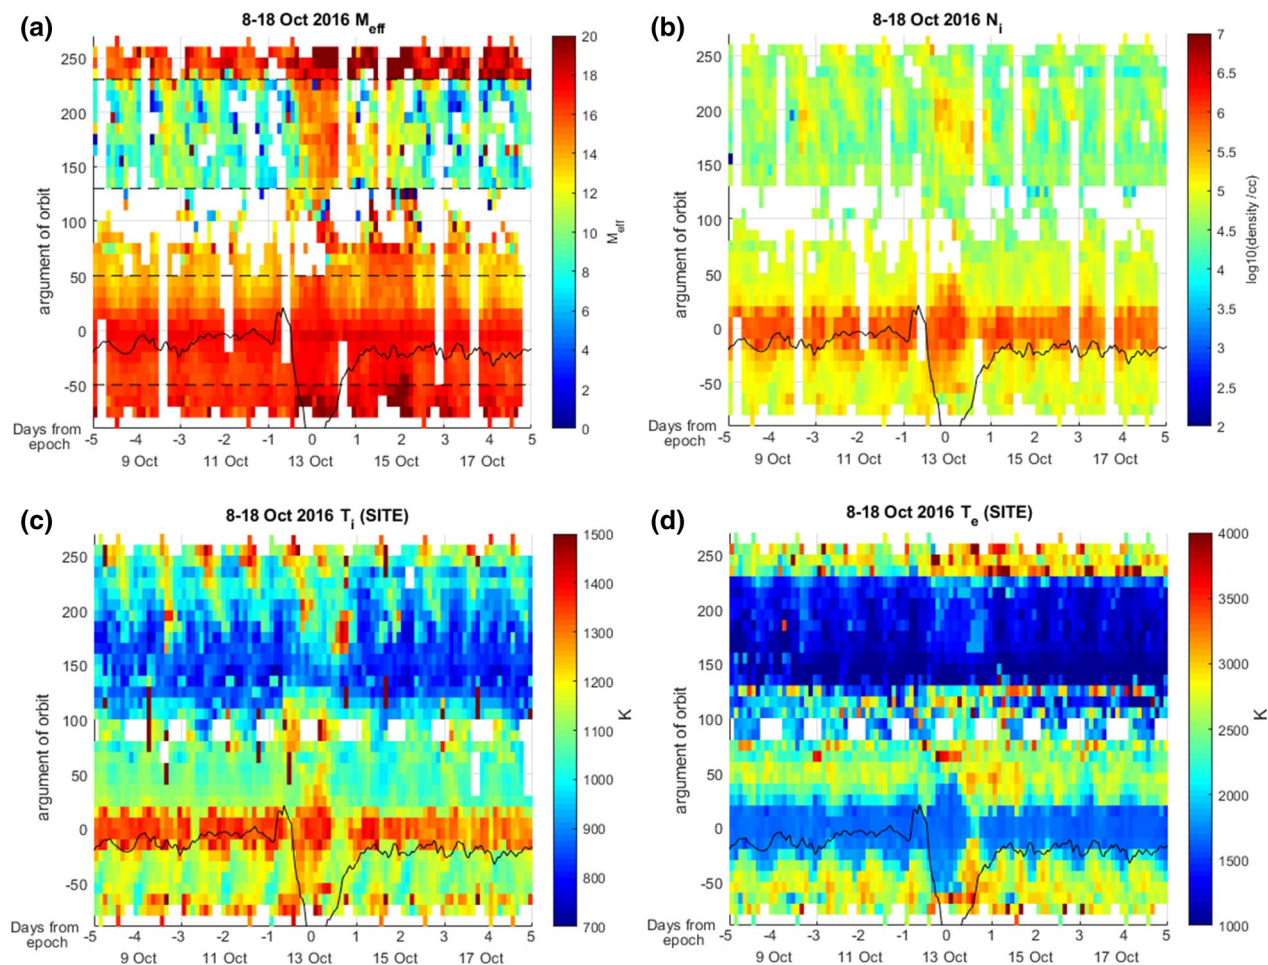 (a)
8-18 Oct 2016 M_eff
argument of orbit
250
200
150
100
50
0
-50
Days from
epoch
-5 -4 -3 -2 -1 0 1 2 3 4 5
9 Oct 11 Oct 13 Oct 15 Oct 17 Oct
20
18
16
14
12
10
8
6
4
2
0
M_eff
(b)
8-18 Oct 2016 N_i
argument of orbit
250
200
150
100
50
0
-50
Days from
epoch
-5 -4 -3 -2 -1 0 1 2 3 4 5
9 Oct 11 Oct 13 Oct 15 Oct 17 Oct
7
6.5
6
5.5
5
4.5
4
3.5
3
2.5
2
log10(density /cc)
(c)
8-18 Oct 2016 T_i (SITE)
argument of orbit
250
200
150
100
50
0
-50
Days from
epoch
-5 -4 -3 -2 -1 0 1 2 3 4 5
9 Oct 11 Oct 13 Oct 15 Oct 17 Oct
1500
1400
1300
1200
1100
1000
900
800
700
K
(d)
8-18 Oct 2016 T_e (SITE)
argument of orbit
250
200
150
100
50
0
-50
Days from
epoch
-5 -4 -3 -2 -1 0 1 2 3 4 5
9 Oct 11 Oct 13 Oct 15 Oct 17 Oct
4000
3500
3000
2500
2000
1500
1000
K